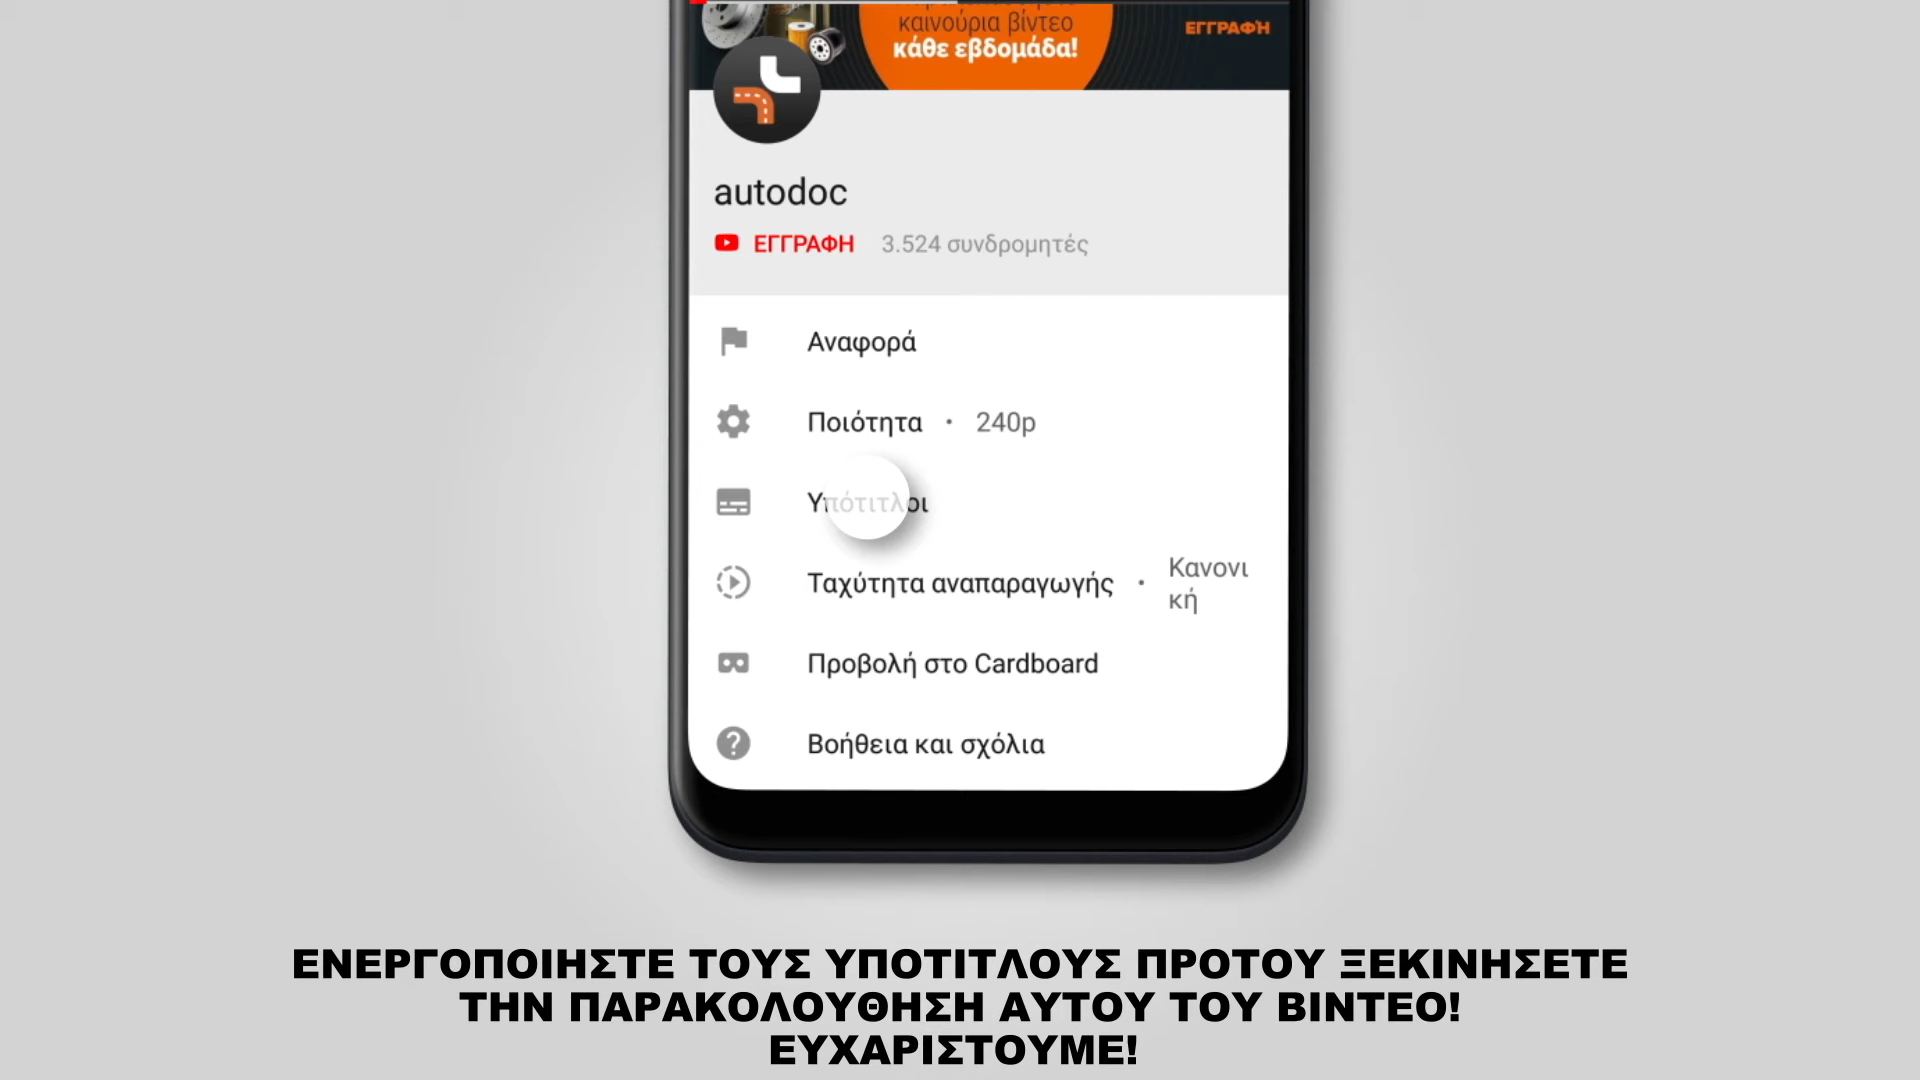 καινούρια βίντεο
κάθε εβδομάδα!
ΕΓΓΡΑΦΉ
autodoc
ΕΓΓΡΑΦΗ 3.524 συνδρομητές
Αναφορά
Ποιότητα • 240p
Υπότιτλοι
Ταχύτητα αναπαραγωγής • Κανονι
κή
Προβολή στο Cardboard
Βοήθεια και σχόλια
ΕΝΕΡΓΟΠΟΙΗΣΤΕ ΤΟΥΣ ΥΠΟΤΙΤΛΟΥΣ ΠΡΟΤΟΥ ΞΕΚΙΝΗΣΕΤΕ
ΤΗΝ ΠΑΡΑΚΟΛΟΥΘΗΣΗ ΑΥΤΟΥ ΤΟΥ ΒΙΝΤΕΟ!
ΕΥΧΑΡΙΣΤΟΥΜΕ!